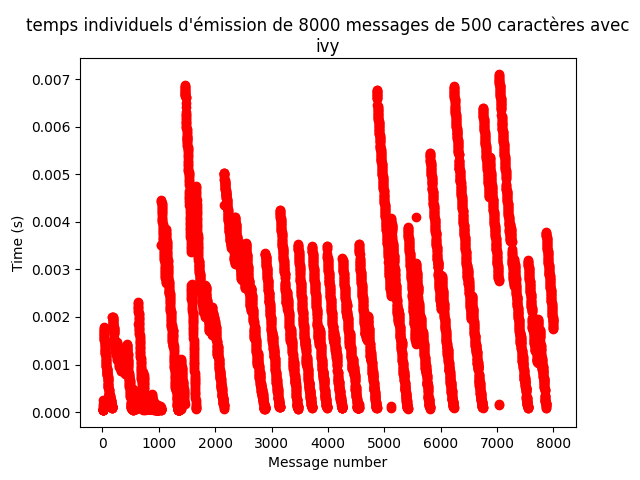 temps individuels d'émission de 8000 messages de 500 caractères avec
ivy
0.007
0.006
0.005
0.004
0.003
0.002
0.001
0.000
Time (s)
0 1000 2000 3000 4000 5000 6000 7000 8000
Message number